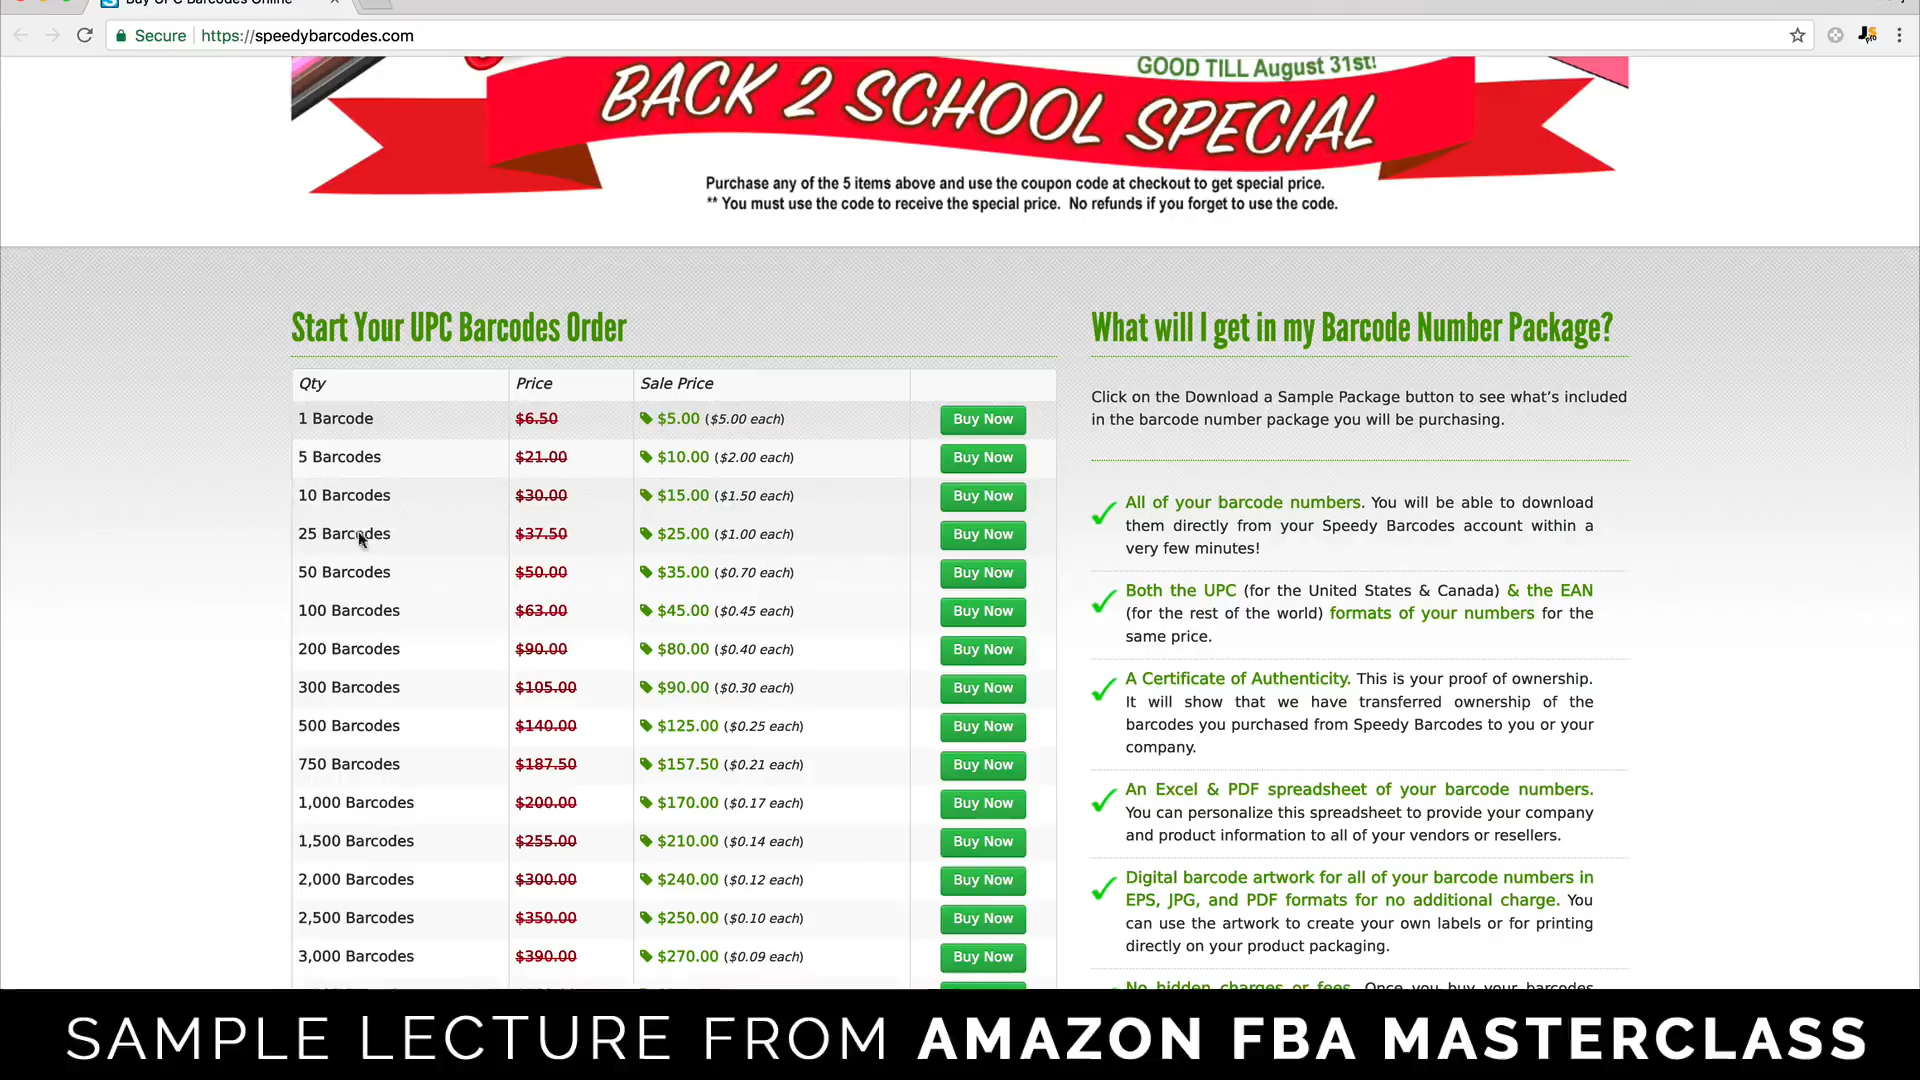 Buy UPC Barcodes Online
Secure https://speedybarcodes.com
GOOD TILL August 31st!
BACK 2 SCHOOL SPECIAL
Purchase any of the 5 items above and use the coupon code at checkout to get special price.
** You must use the code to receive the special price. No refunds if you forget to use the code.
Start Your UPC Barcodes Order
Qty Price Sale Price
1 Barcode $6.50 $5.00 ($5.00 each) Buy Now
5 Barcodes $21.00 $10.00 ($2.00 each) Buy Now
10 Barcodes $30.00 $15.00 ($1.50 each) Buy Now
25 Barcodes $37.50 $25.00 ($1.00 each) Buy Now
50 Barcodes $50.00 $35.00 ($0.70 each) Buy Now
100 Barcodes $63.00 $45.00 ($0.45 each) Buy Now
200 Barcodes $90.00 $80.00 ($0.40 each) Buy Now
300 Barcodes $105.00 $90.00 ($0.30 each) Buy Now
500 Barcodes $140.00 $125.00 ($0.25 each) Buy Now
750 Barcodes $187.50 $157.50 ($0.21 each) Buy Now
1,000 Barcodes $200.00 $170.00 ($0.17 each) Buy Now
1,500 Barcodes $255.00 $210.00 ($0.14 each) Buy Now
2,000 Barcodes $300.00 $240.00 ($0.12 each) Buy Now
2,500 Barcodes $350.00 $250.00 ($0.10 each) Buy Now
3,000 Barcodes $390.00 $270.00 ($0.09 each) Buy Now
What will I get in my Barcode Number Package?
Click on the Download a Sample Package button to see what's included
in the barcode number package you will be purchasing.
All of your barcode numbers. You will be able to download
them directly from your Speedy Barcodes account within a
very few minutes!
Both the UPC (for the United States & Canada) & the EAN
(for the rest of the world) formats of your numbers for the
same price.
A Certificate of Authenticity. This is your proof of ownership.
It will show that we have transferred ownership of the
barcodes you purchased from Speedy Barcodes to you or your
company.
An Excel & PDF spreadsheet of your barcode numbers.
You can personalize this spreadsheet to provide your company
and product information to all of your vendors or resellers.
Digital barcode artwork for all of your barcode numbers in
EPS, JPG, and PDF formats for no additional charge. You
can use the artwork to create your own labels or for printing
directly on your product packaging.
No hidden charges or fees. Once you buy your barcodes
SAMPLE LECTURE FROM AMAZON FBA MASTERCLASS